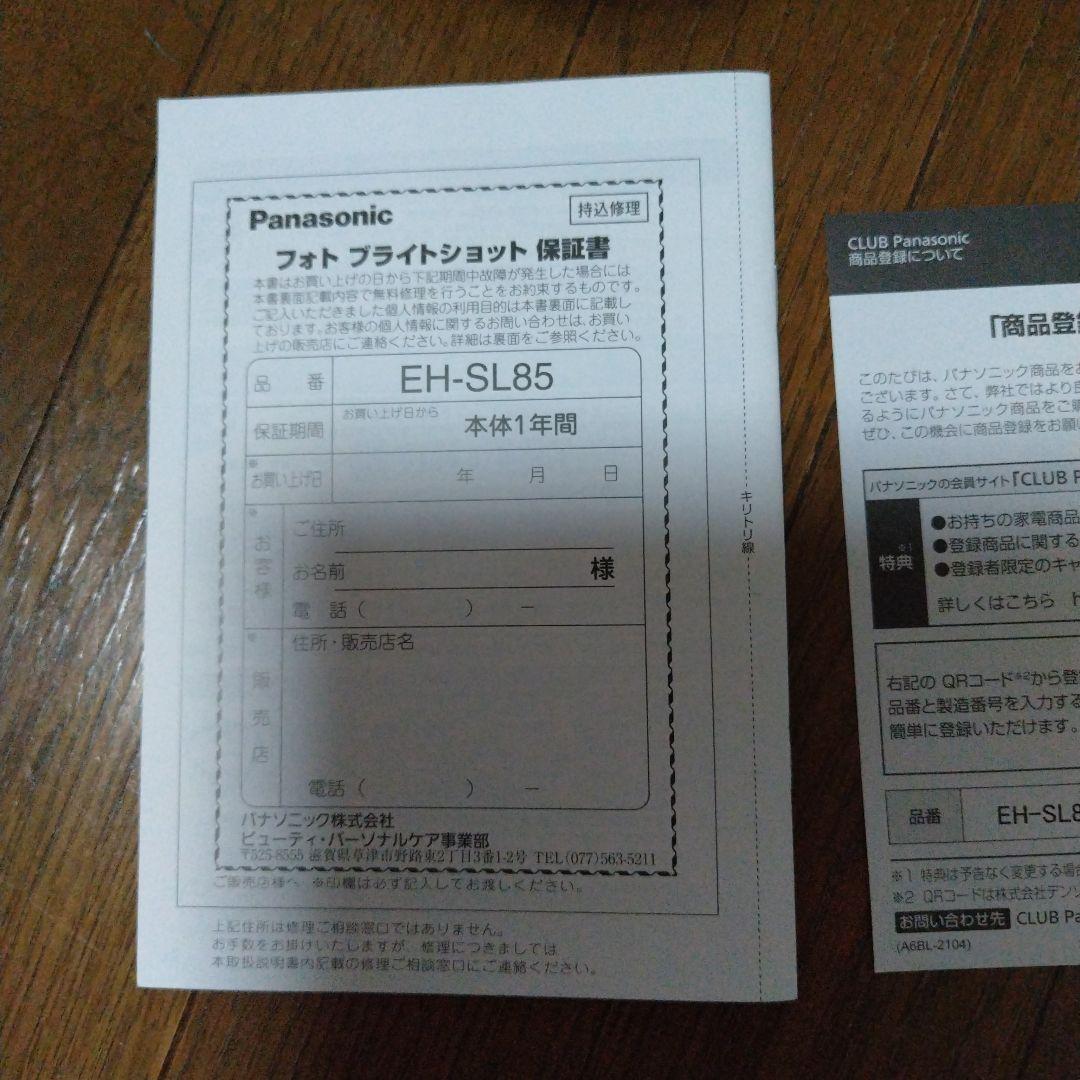 Panasonic
持込修理
フォト ブライトショット 保証書
本書はお買い上げの日から下記期間中故障が発生した場合には
本書裏面記載内容で無料修理を行うことをお約束するものです。
ご記入いただきました個人情報の利用目的は本書裏面に記載し
ております。お客様の個人情報に関するお問い合わせは、お買い
上げの販売店にご連絡ください。詳細は裏面をご参照ください。
品 番 EH-SL85
保証期間 お買い上げ日から 本体1年間
※
お買い上げ日 年 月 日
※
お客様
ご住所
お名前 様
電 話 ( ) －
※
販売店
住所・販売店名
電話 ( ) －
パナソニック株式会社
ビューティ・パーソナルケア事業部
〒525-8555 滋賀県草津市野路東2丁目3番1-2号 TEL(077)563-5211
ご販売店様へ ※印欄は必ず記入してお渡しください。
上記住所は修理ご相談窓口ではありません。
お手数をお掛けいたしますが、修理につきましては
本取扱説明書内記載の修理ご相談窓口にご連絡ください。
キリトリ線
CLUB Panasonic
商品登録について
「商品登
このたびは、パナソニック商品をお
ございます。さて、弊社ではより良
るようにパナソニック商品をご購
ぜひ、この機会に商品登録をお願い
パナソニックの会員サイト「CLUB P
※1
特典
●お持ちの家電商品
●登録商品に関する
●登録者限定のキャ
詳しくはこちら h
右記の QRコード※2から登
品番と製造番号を入力する
簡単に登録いただけます。
品番 EH-SL8
※1 特典は予告なく変更する場合
※2 QRコードは株式会社デンソ
お問い合わせ先 CLUB Pa
(A6BL-2104)